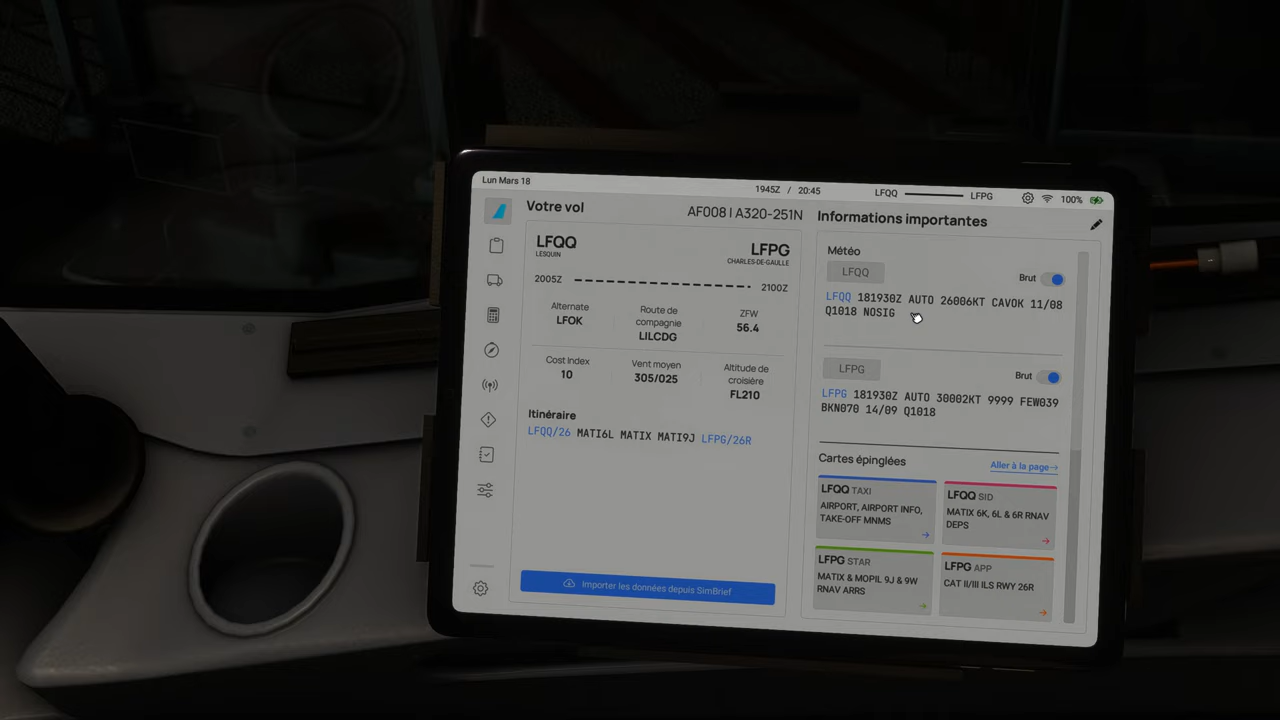 Lun Mars 18
1945Z / 20:45
LFQQ LFPG
100%
Votre vol
AF008 | A320-251N
LFQQ
LESQUIN
LFPG
CHARLES-DE-GAULLE
2005Z
2100Z
Alternate
LFOK
Route de
compagnie
LILCDG
ZFW
56.4
Cost Index
10
Vent moyen
305/025
Altitude de
croisière
FL210
Itinéraire
LFQQ/26 MATI6L MATIX MATI9J LFPG/26R
Importer les données depuis SimBrief
Informations importantes
Météo
LFQQ
Brut
LFQQ 181930Z AUTO 26006KT CAVOK 11/08
Q1018 NOSIG
LFPG
Brut
LFPG 181930Z AUTO 30002KT 9999 FEW039
BKN070 14/09 Q1018
Cartes épinglées
Aller à la page
LFQQ TAXI
AIRPORT, AIRPORT INFO,
TAKE-OFF MNMS
LFQQ SID
MATIX 6K, 6L & 6R RNAV
DEPS
LFPG STAR
MATIX & MOPIL 9J & 9W
RNAV ARRS
LFPG APP
CAT II/III ILS RWY 26R